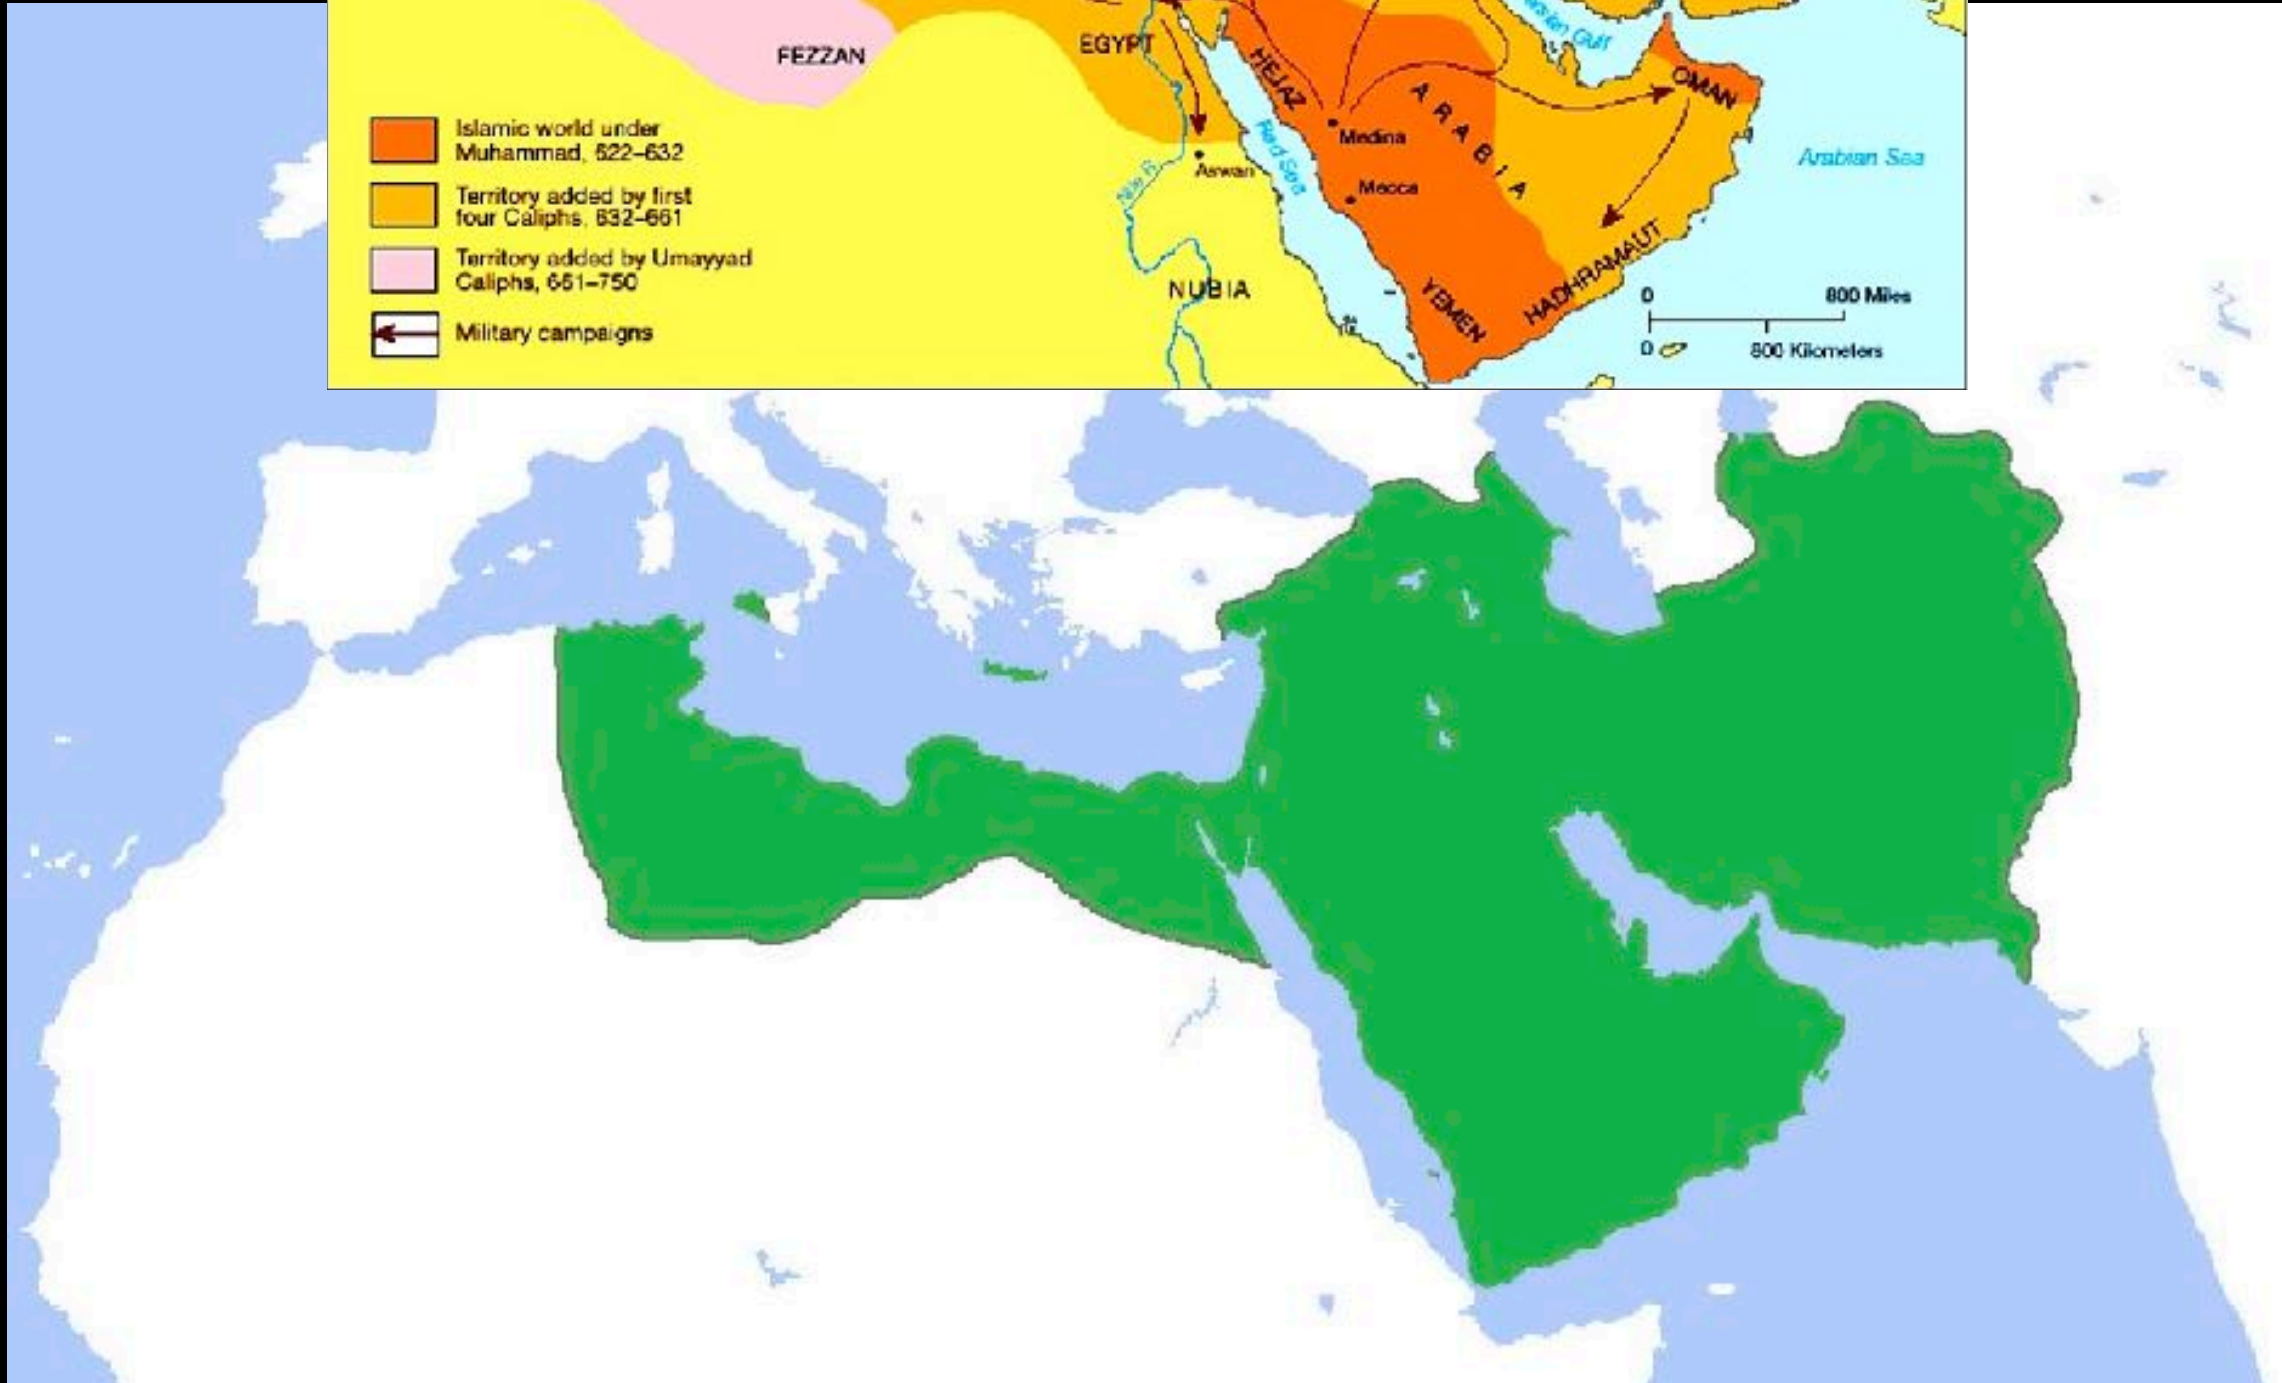 FEZZAN
EGYPT
HEJAZ
ARABIA
OMAN
Medina
Mecca
Red Sea
Aswan
Nile R.
NUBIA
YEMEN
HADHRAMAUT
Arabian Sea
Islamic world under
Muhammad, 622–632
Territory added by first
four Caliphs, 632–661
Territory added by Umayyad
Caliphs, 661–750
Military campaigns
0 800 Miles
0 800 Kilometers
Gulf